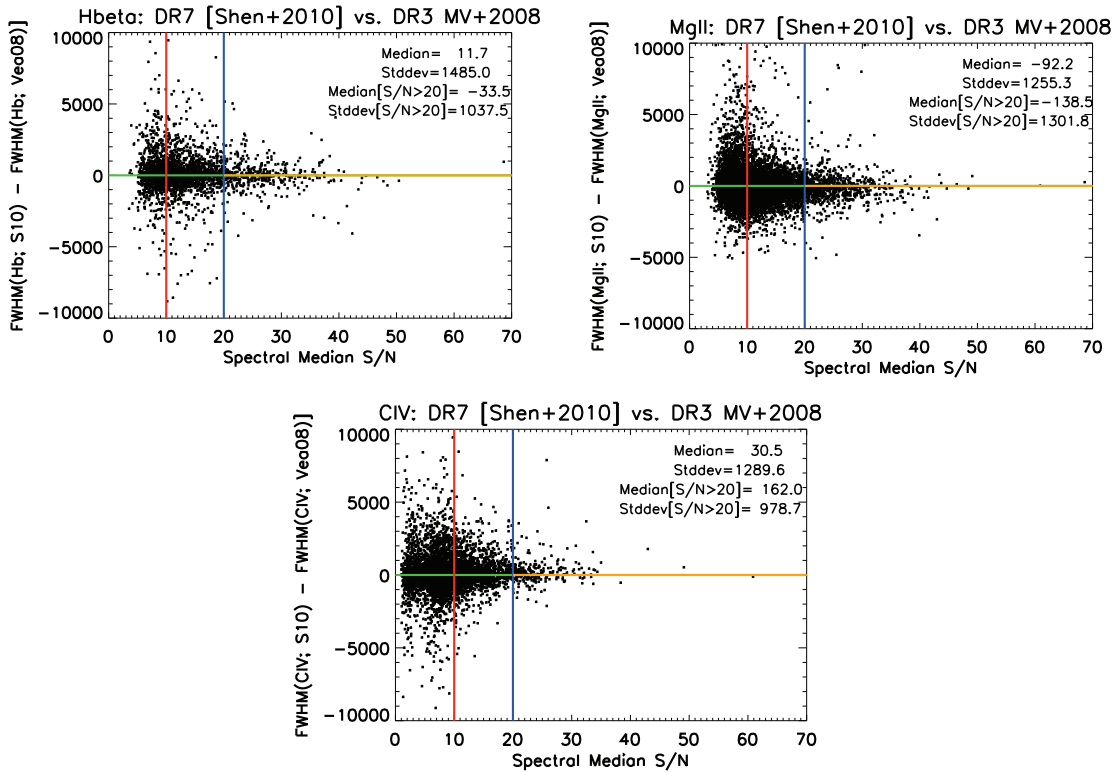 Hbeta: DR7 [Shen+2010] vs. DR3 MV+2008
FWHM(Hb; S10) − FWHM(Hb; Vea08)]
10000
5000
0
−5000
−10000
Median= 11.7
Stddev=1485.0
Median[S/N>20]= −33.5
Stddev[S/N>20]=1037.5
0 10 20 30 40 50 60 70
Spectral Median S/N
MgII: DR7 [Shen+2010] vs. DR3 MV+2008
FWHM(MgII; S10) − FWHM(MgII; Vea08)]
10000
5000
0
−5000
−10000
Median= −92.2
Stddev=1255.3
Median[S/N>20]=−138.5
Stddev[S/N>20]=1301.8
0 10 20 30 40 50 60 70
Spectral Median S/N
CIV: DR7 [Shen+2010] vs. DR3 MV+2008
FWHM(CIV; S10) − FWHM(CIV; Vea08)]
10000
5000
0
−5000
−10000
Median= 30.5
Stddev=1289.6
Median[S/N>20]= 162.0
Stddev[S/N>20]= 978.7
0 10 20 30 40 50 60 70
Spectral Median S/N